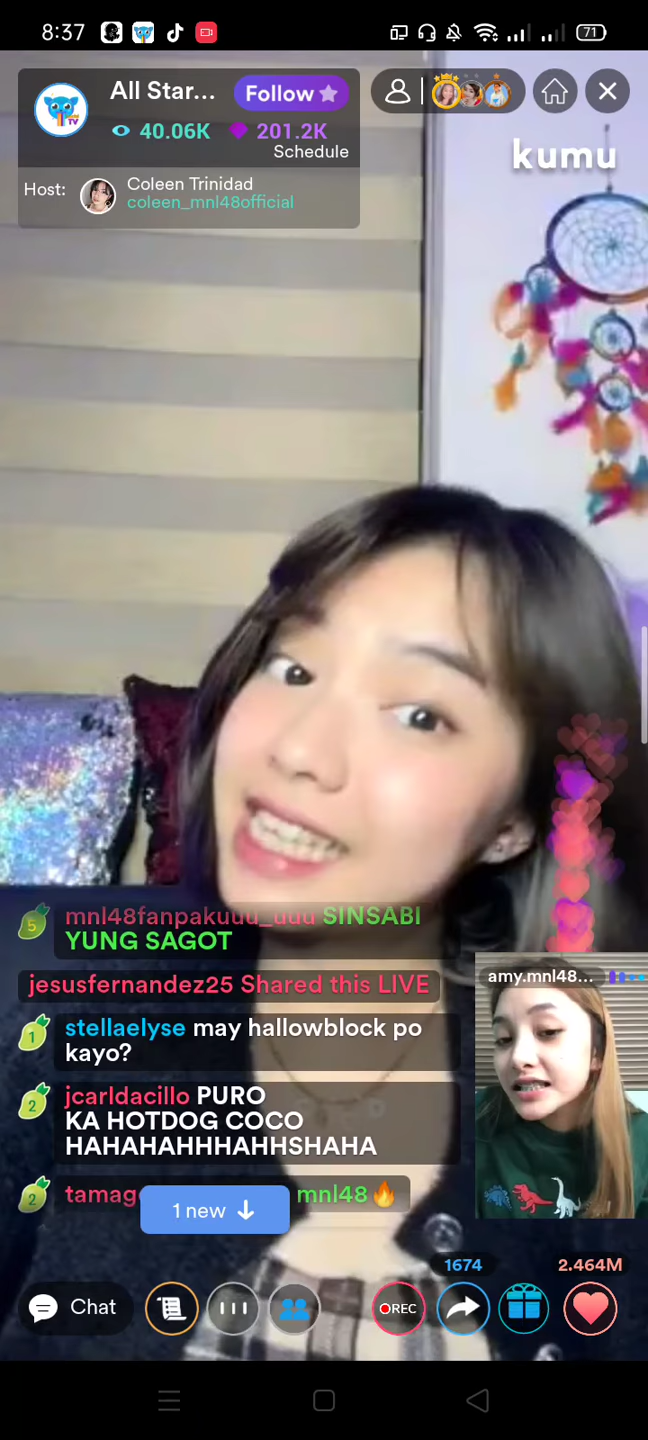 8:37
71
All Star...
Follow
40.06K
201.2K
Schedule
Host:
Coleen Trinidad
coleen_mnl48official
kumu
TV
5
mnl48fanpakuuu_uuu SINSABI
YUNG SAGOT
jesusfernandez25 Shared this LIVE
1
stellaelyse may hallowblock po
kayo?
2
jcarldacillo PURO
KA HOTDOG COCO
HAHAHAHHHAHHSHAHA
2
tamag
1 new
mnl48🔥
amy.mnl48...
1674
2.464M
Chat
REC